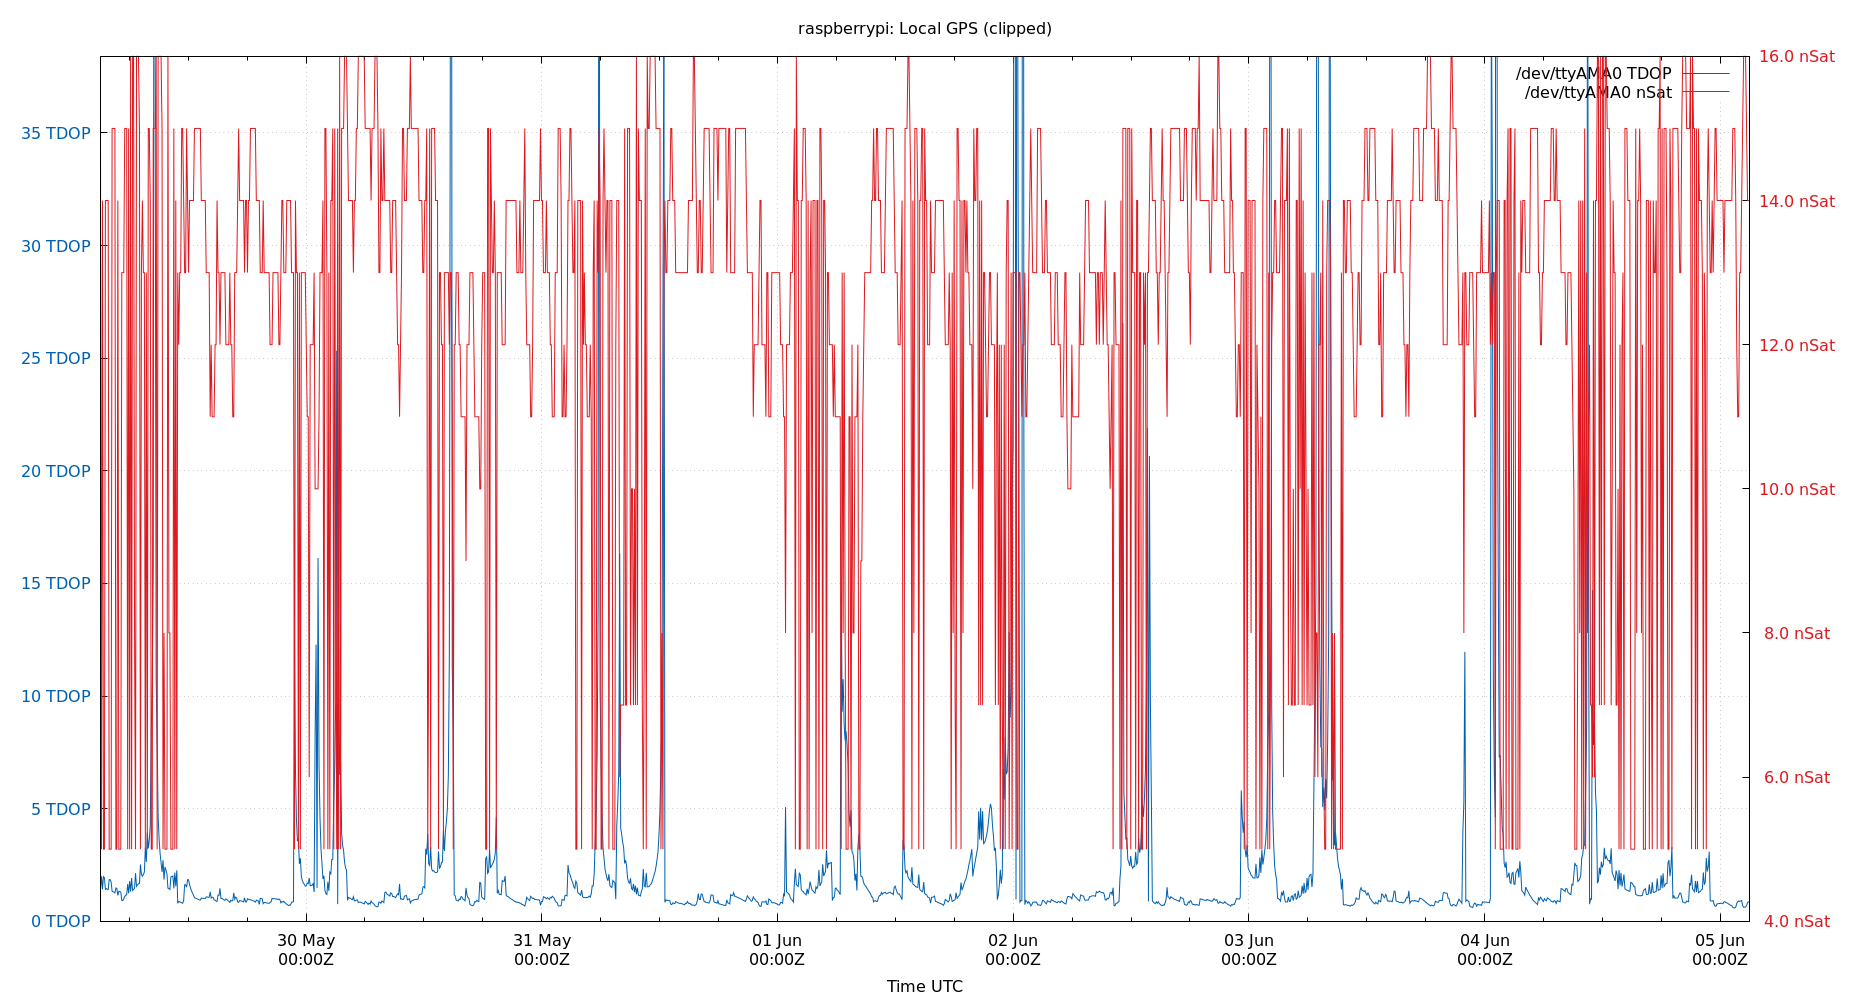 raspberrypi: Local GPS (clipped)
/dev/ttyAMA0 TDOP
/dev/ttyAMA0 nSat
35 TDOP
30 TDOP
25 TDOP
20 TDOP
15 TDOP
10 TDOP
5 TDOP
0 TDOP
16.0 nSat
14.0 nSat
12.0 nSat
10.0 nSat
8.0 nSat
6.0 nSat
4.0 nSat
30 May 31 May 01 Jun 02 Jun 03 Jun 04 Jun 05 Jun
00:00Z 00:00Z 00:00Z 00:00Z 00:00Z 00:00Z 00:00Z
Time UTC